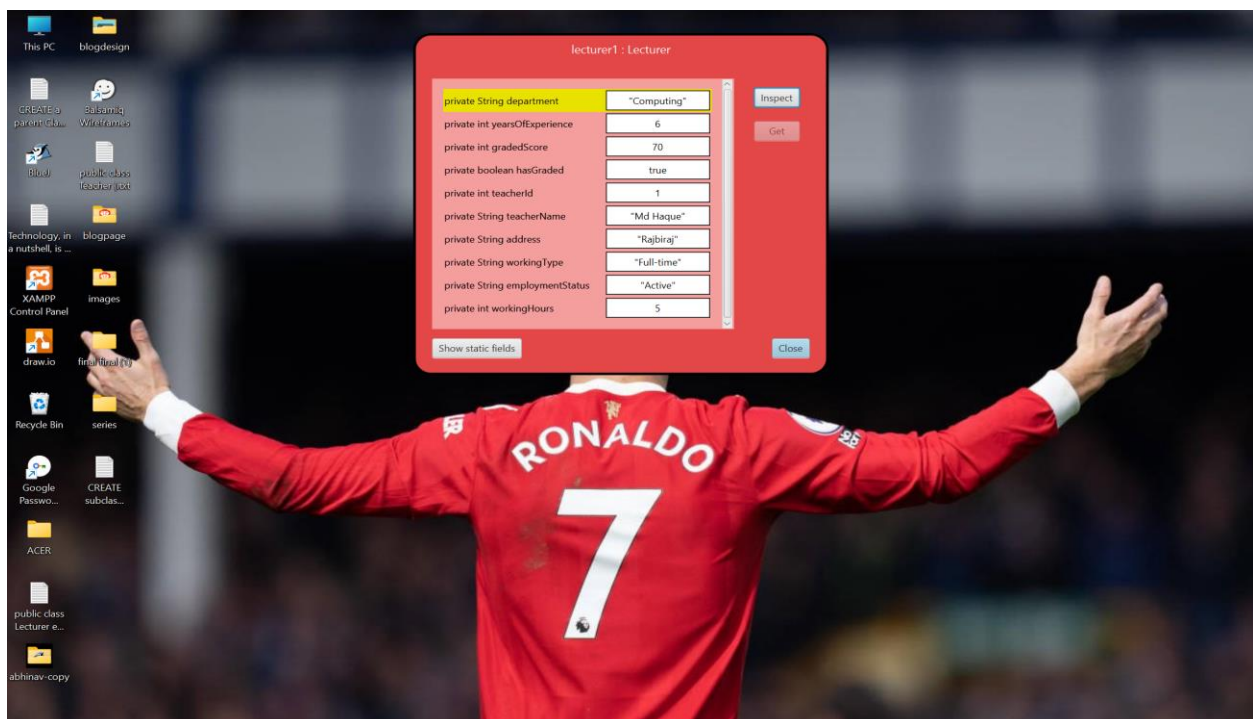 This PC
blogdesign
CREATE a
parent Cla...
Balsamiq
Wireframes
BlueJ
public class
Teacher {.txt
Technology, in
a nutshell, is ...
blogpage
XAMPP
Control Panel
images
draw.io
final final (1)
Recycle Bin
series
Google
Passwo...
CREATE
subclas...
ACER
public class
Lecturer e...
abhinav-copy
lecturer1 : Lecturer
private String department "Computing"
private int yearsOfExperience 6
private int gradedScore 70
private boolean hasGraded true
private int teacherId 1
private String teacherName "Md Haque"
private String address "Rajbiraj"
private String workingType "Full-time"
private String employmentStatus "Active"
private int workingHours 5
Inspect
Get
Show static fields
Close
RONALDO
7